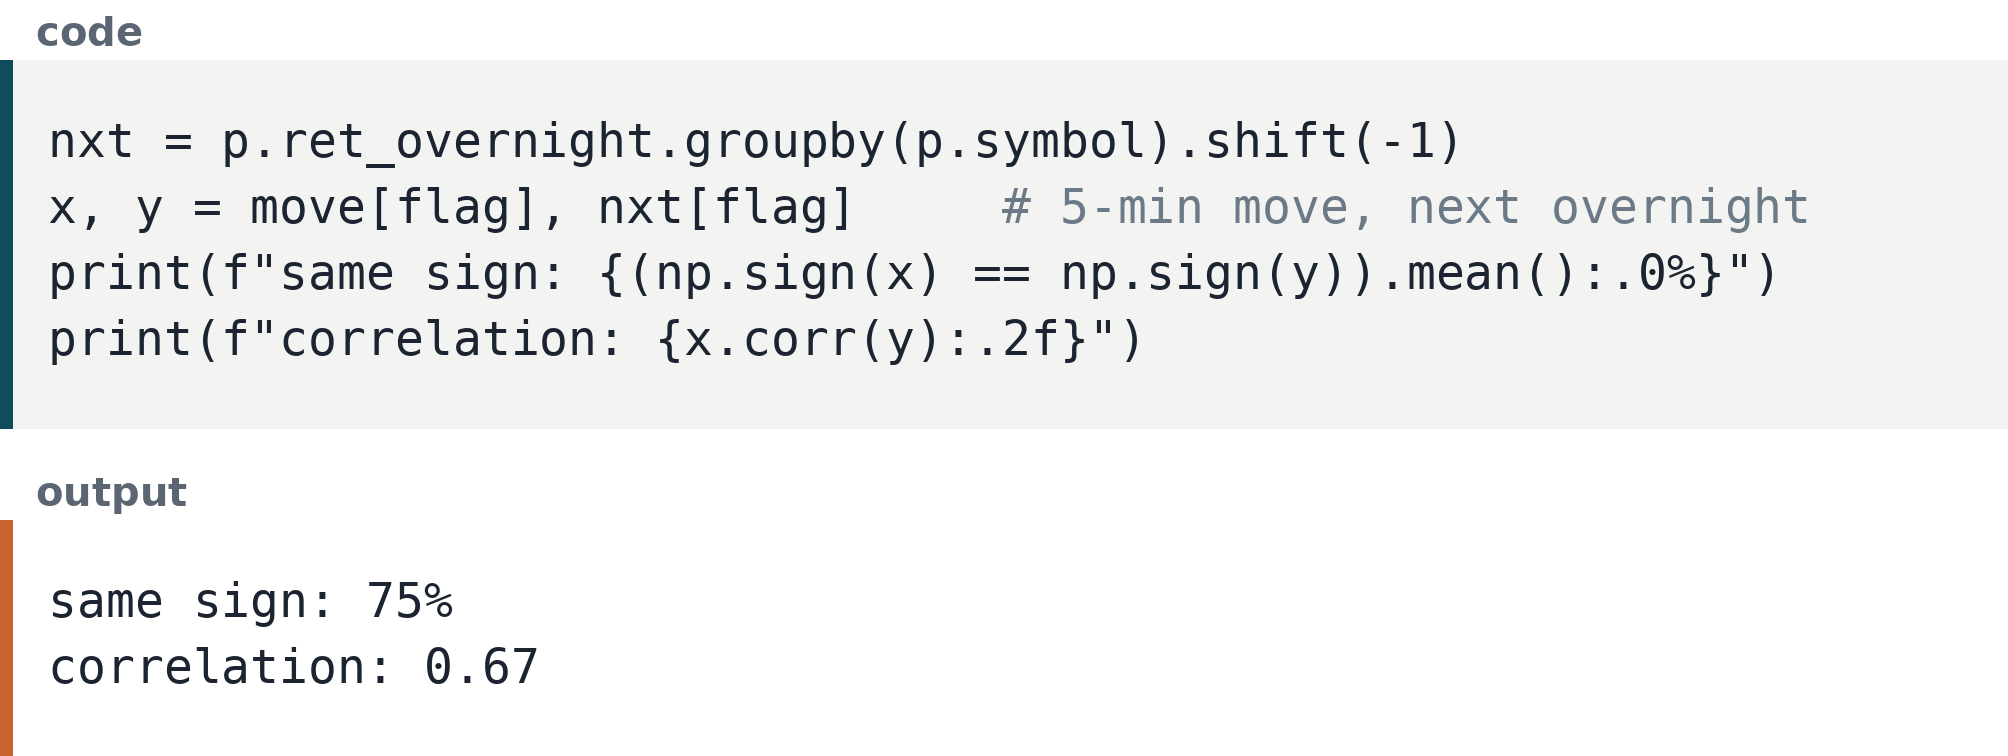 code
nxt = p.ret_overnight.groupby(p.symbol).shift(-1)
x, y = move[flag], nxt[flag]     # 5-min move, next overnight
print(f"same sign: {(np.sign(x) == np.sign(y)).mean():.0%}")
print(f"correlation: {x.corr(y):.2f}")
output
same sign: 75%
correlation: 0.67